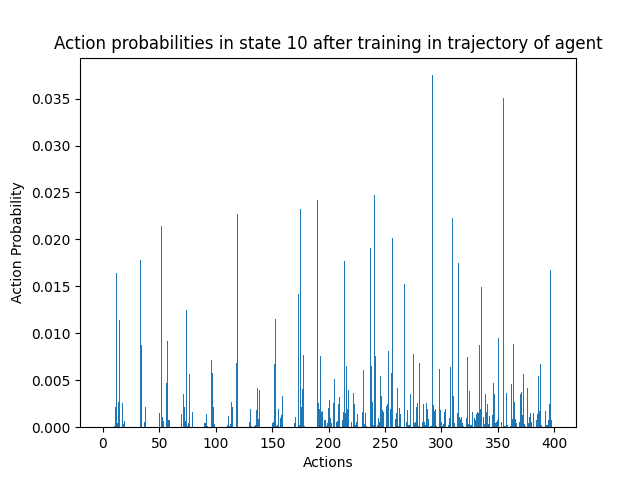 Action probabilities in state 10 after training in trajectory of agent
0.035
0.030
0.025
0.020
0.015
0.010
0.005
0.000
Action Probability
0 50 100 150 200 250 300 350 400
Actions